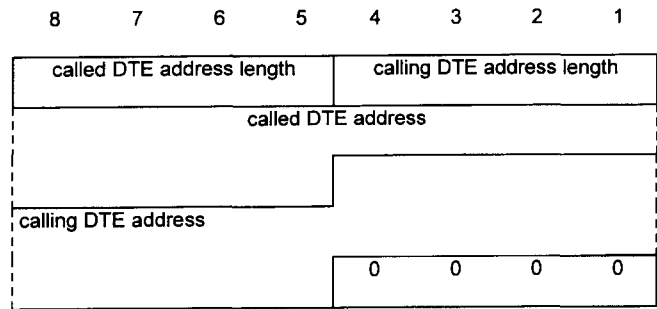 8 7 6 5 4 3 2 1
called DTE address length calling DTE address length
called DTE address
calling DTE address
0 0 0 0